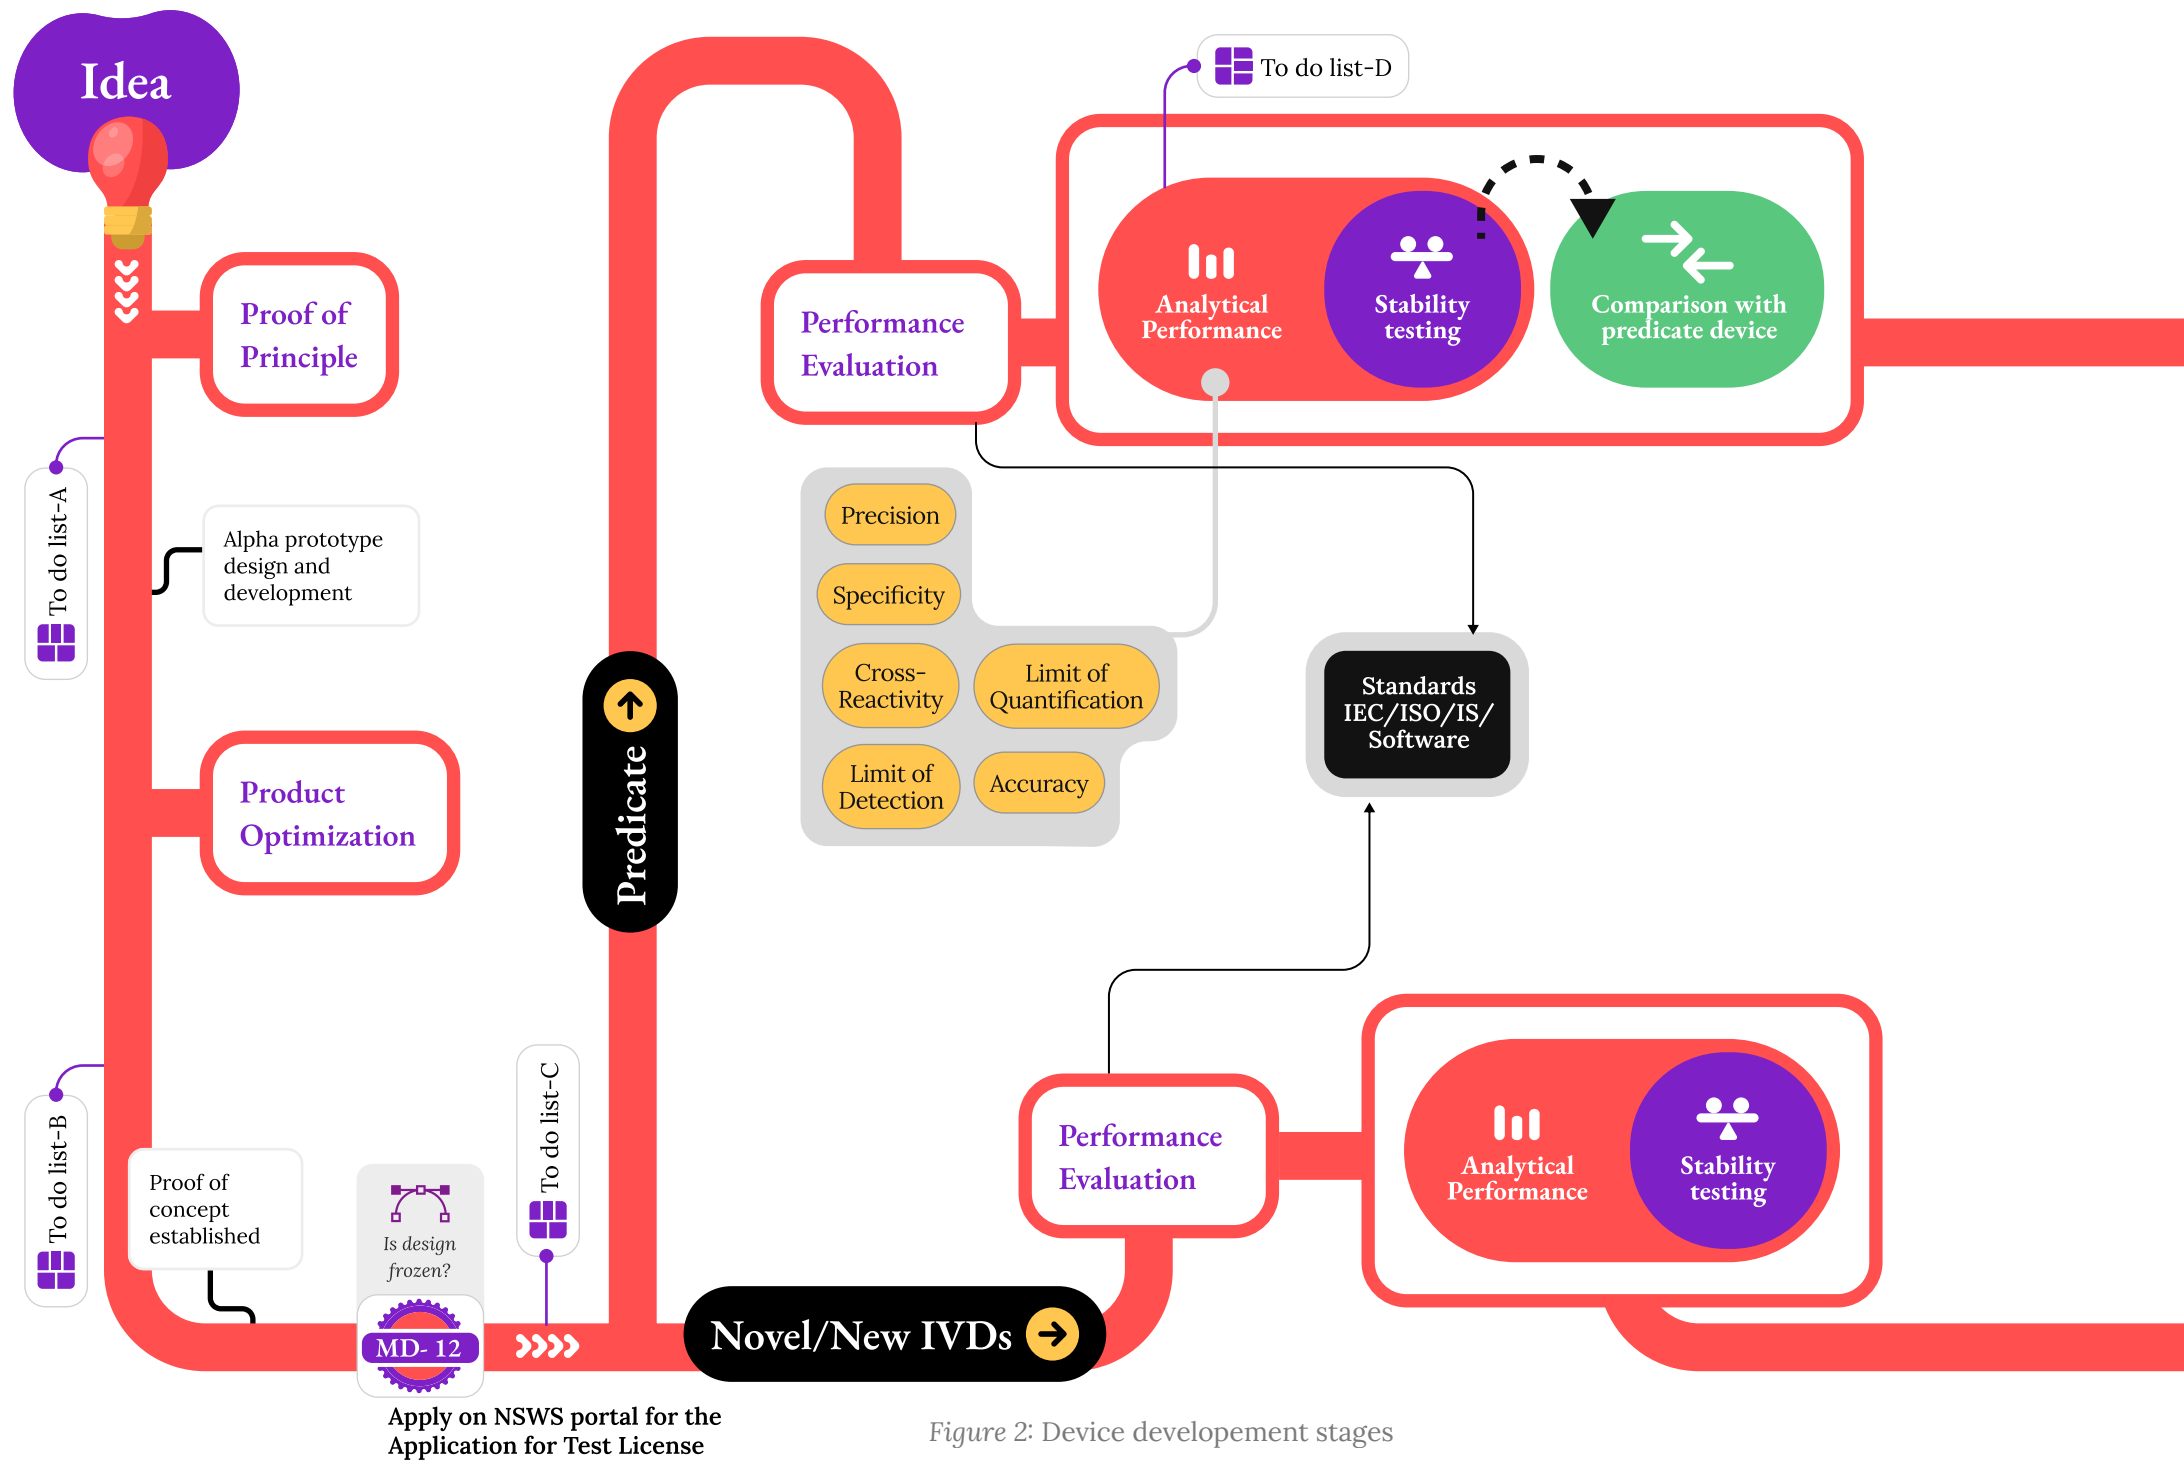 Idea
Proof of
Principle
To do list-A
Alpha prototype
design and
development
Product
Optimization
To do list-B
Proof of
concept
established
Is design
frozen?
MD- 12
Apply on NSWS portal for the
Application for Test License
To do list-C
Predicate
Performance
Evaluation
To do list-D
Analytical
Performance
Stability
testing
Comparison with
predicate device
Precision
Specificity
Cross-
Reactivity
Limit of
Quantification
Limit of
Detection
Accuracy
Standards
IEC/ISO/IS/
Software
Novel/New IVDs
Performance
Evaluation
Analytical
Performance
Stability
testing
Figure 2: Device developement stages